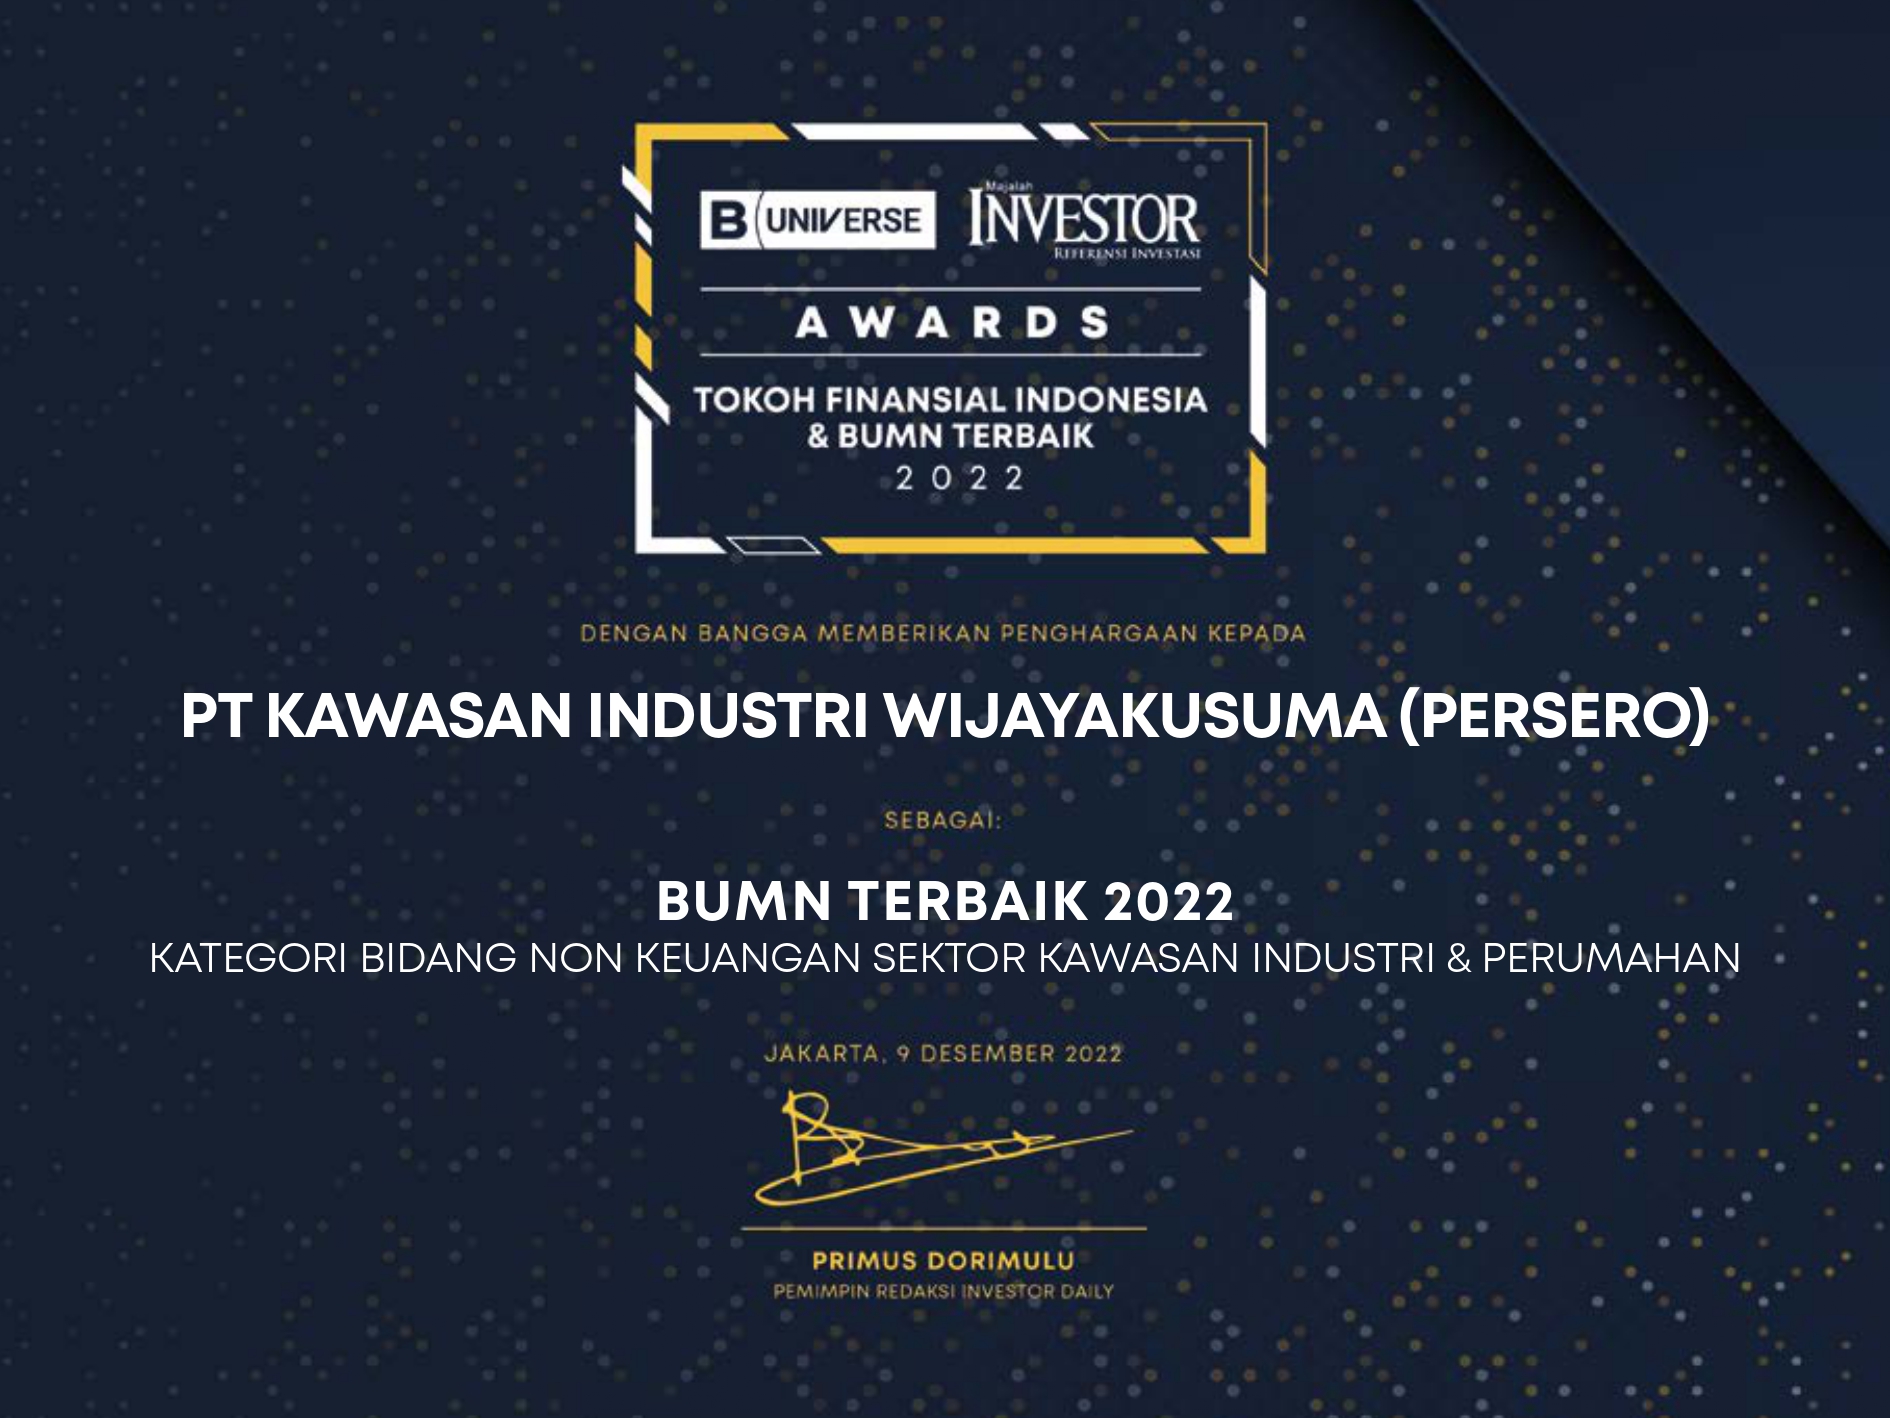 B UNIVERSE
Majalah
INVESTOR
REFERENSI INVESTASI
AWARDS
TOKOH FINANSIAL INDONESIA
& BUMN TERBAIK
2022
DENGAN BANGGA MEMBERIKAN PENGHARGAAN KEPADA
PT KAWASAN INDUSTRI WIJAYAKUSUMA (PERSERO)
SEBAGAI:
BUMN TERBAIK 2022
KATEGORI BIDANG NON KEUANGAN SEKTOR KAWASAN INDUSTRI & PERUMAHAN
JAKARTA, 9 DESEMBER 2022
PRIMUS DORIMULU
PEMIMPIN REDAKSI INVESTOR DAILY